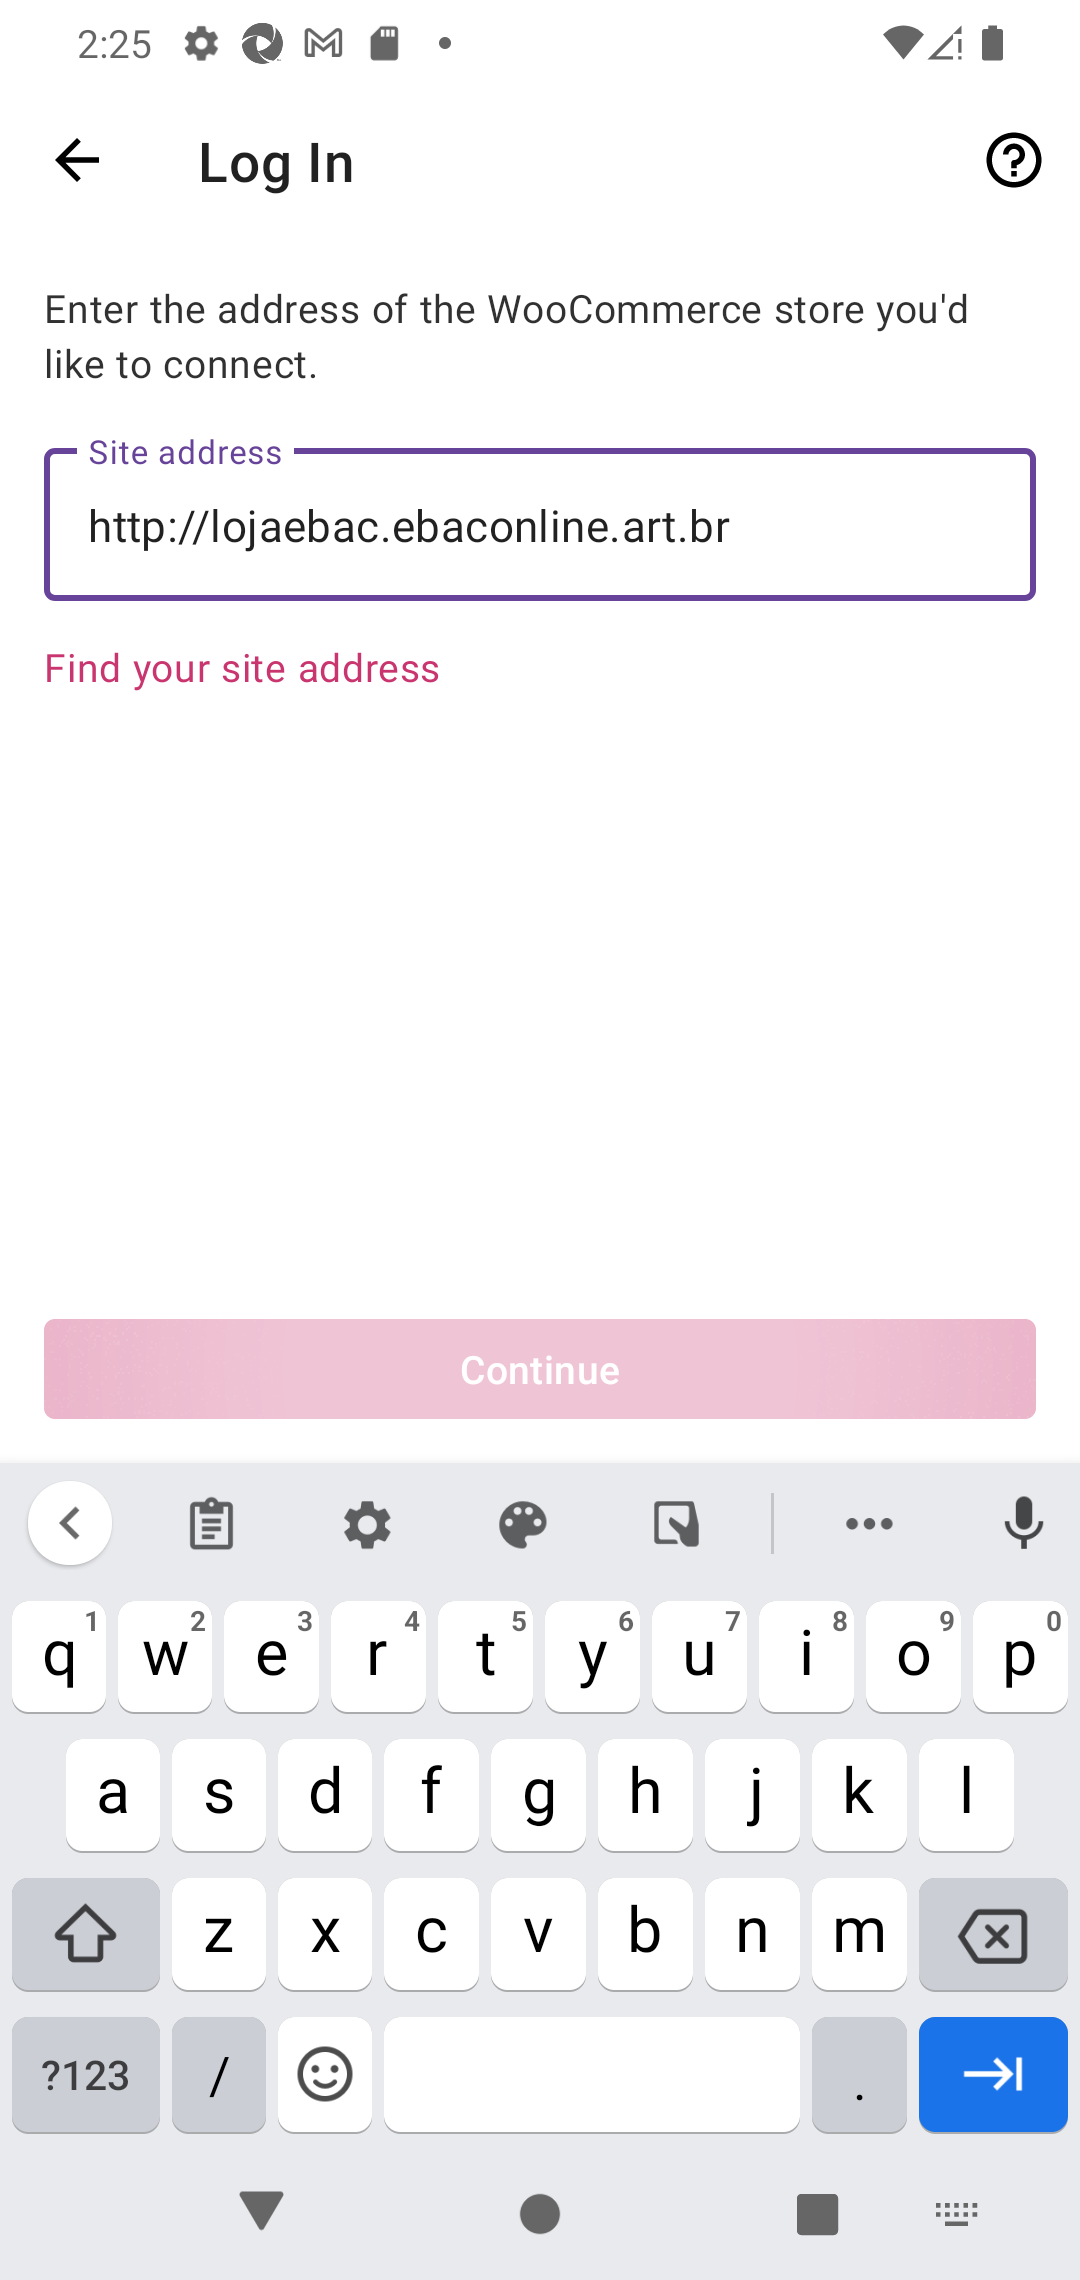 2:25
Log In
Enter the address of the WooCommerce store you'd
like to connect.
Site address
http://lojaebac.ebaconline.art.br
Find your site address
Continue
q 1 w 2 e 3 r 4 t 5 y 6 u 7 i 8 o 9 p 0
a s d f g h j k l
z x c v b n m
?123 / .